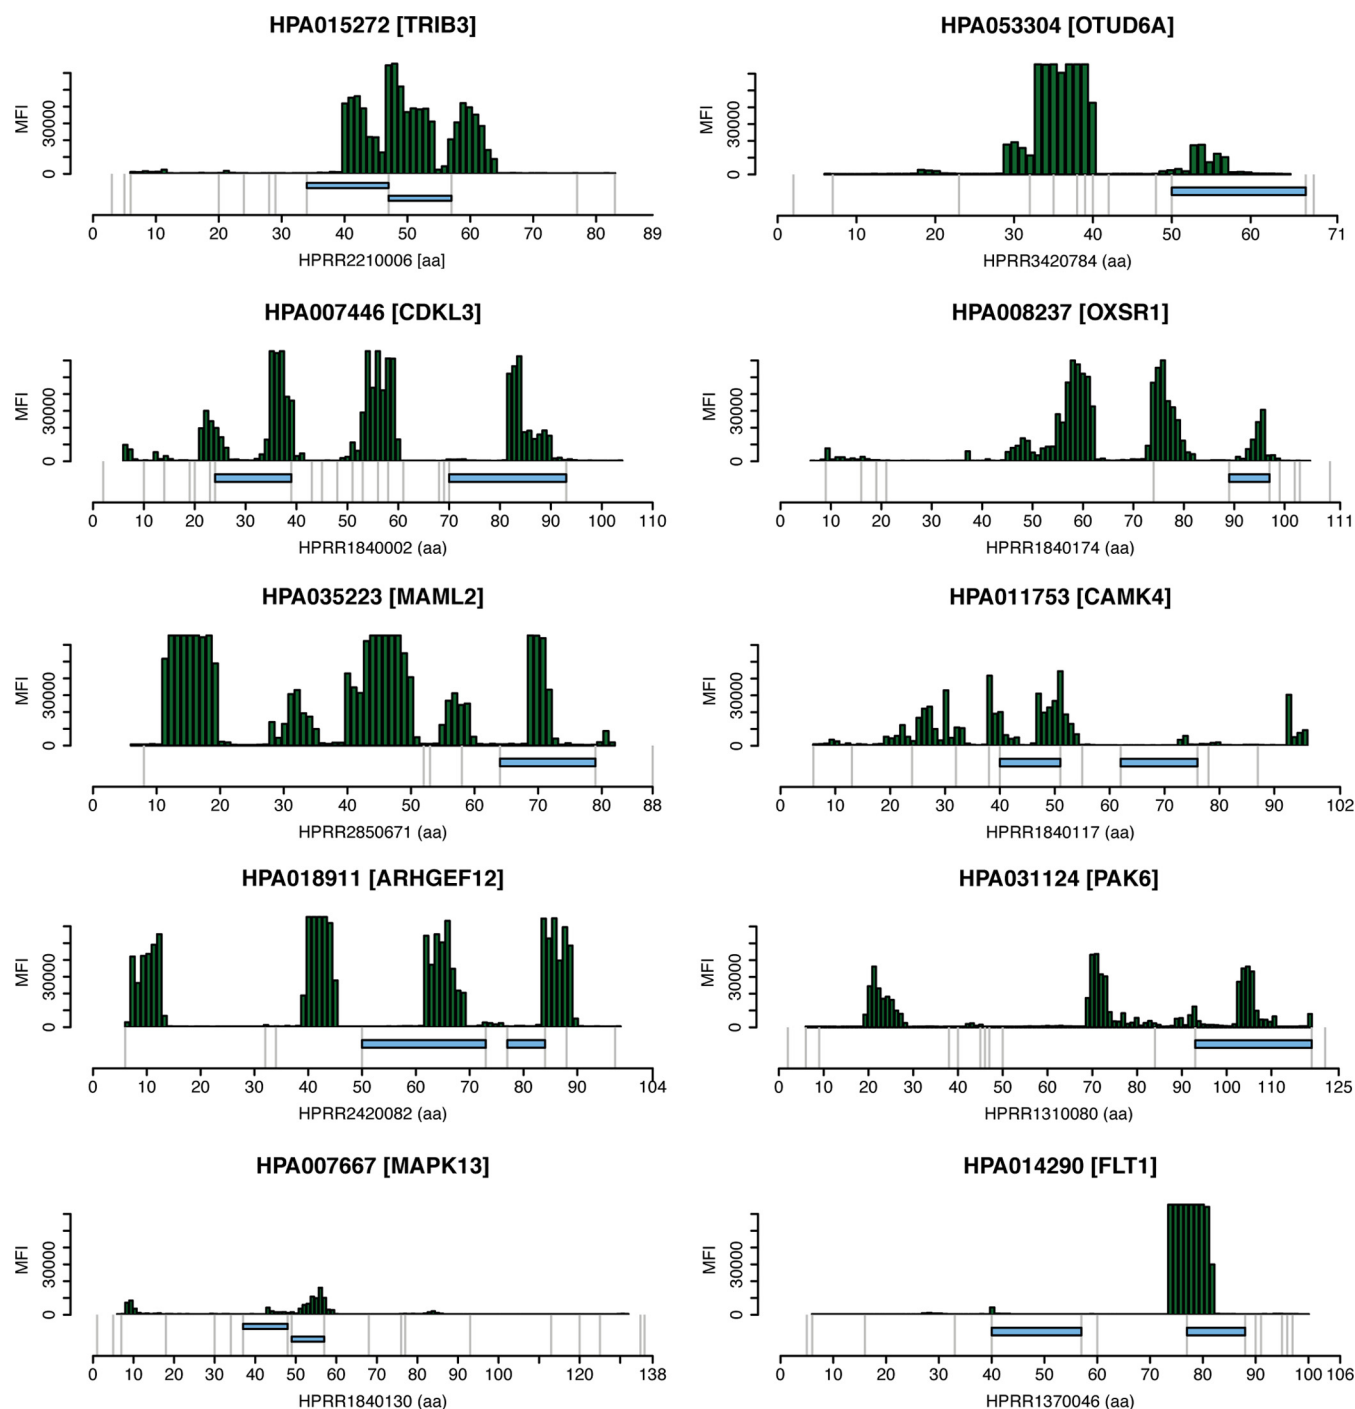 HPA015272 [TRIB3]
MFI
0 30000
0 10 20 30 40 50 60 70 80 89
HPRR2210006 [aa]
HPA053304 [OTUD6A]
MFI
0 30000
0 10 20 30 40 50 60 71
HPRR3420784 (aa)
HPA007446 [CDKL3]
MFI
0 30000
0 10 20 30 40 50 60 70 80 90 100 110
HPRR1840002 (aa)
HPA008237 [OXSR1]
MFI
0 30000
0 10 20 30 40 50 60 70 80 90 100 111
HPRR1840174 (aa)
HPA035223 [MAML2]
MFI
0 30000
0 10 20 30 40 50 60 70 80 88
HPRR2850671 (aa)
HPA011753 [CAMK4]
MFI
0 30000
0 10 20 30 40 50 60 70 80 90 102
HPRR1840117 (aa)
HPA018911 [ARHGEF12]
MFI
0 30000
0 10 20 30 40 50 60 70 80 90 104
HPRR2420082 (aa)
HPA031124 [PAK6]
MFI
0 30000
0 10 20 30 40 50 60 70 80 90 100 110 125
HPRR1310080 (aa)
HPA007667 [MAPK13]
MFI
0 30000
0 10 20 30 40 50 60 70 80 90 100 120 138
HPRR1840130 (aa)
HPA014290 [FLT1]
MFI
0 30000
0 10 20 30 40 50 60 70 80 90 100 106
HPRR1370046 (aa)